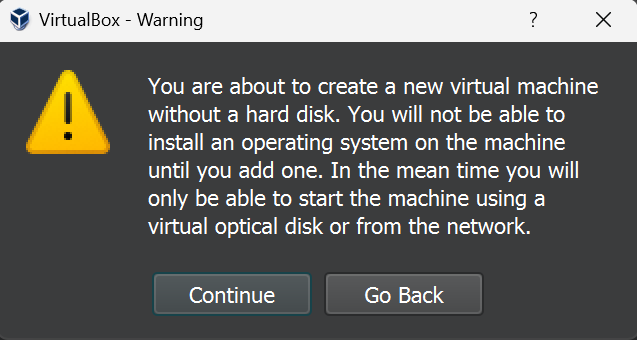 VirtualBox - Warning
?
You are about to create a new virtual machine
without a hard disk. You will not be able to
install an operating system on the machine
until you add one. In the mean time you will
only be able to start the machine using a
virtual optical disk or from the network.
Continue
Go Back